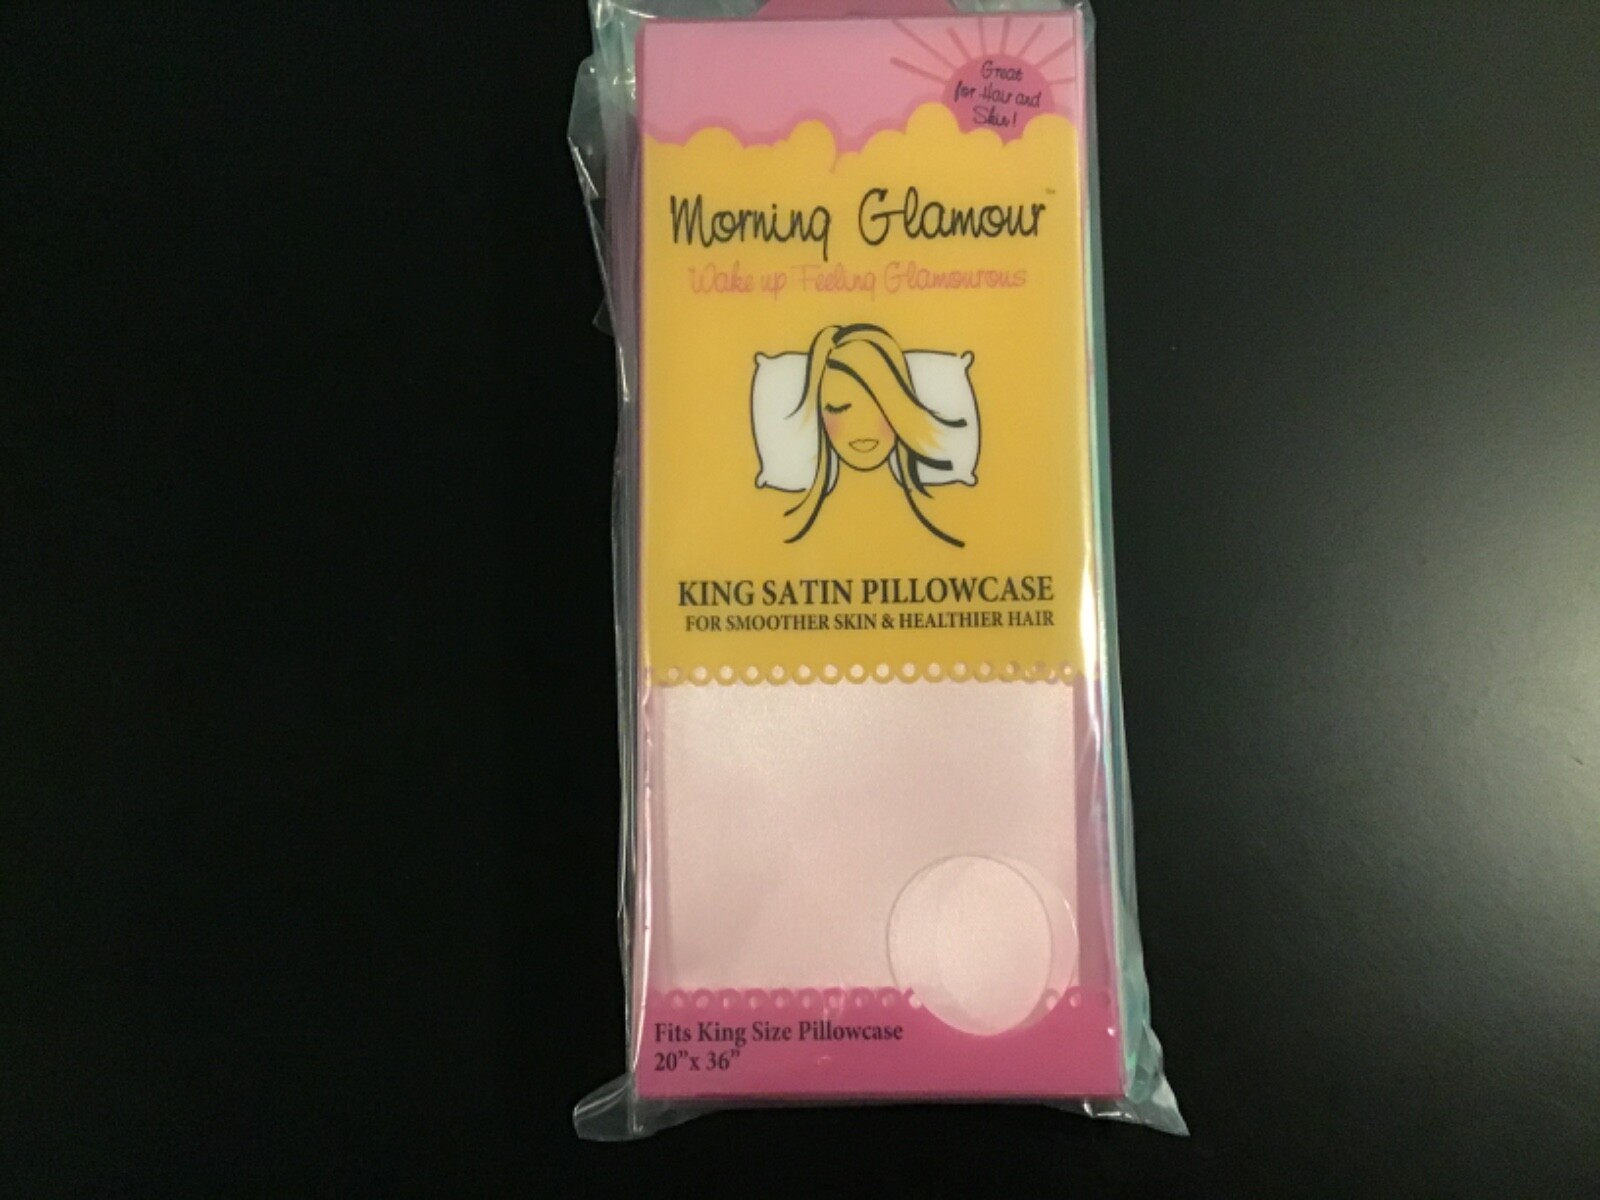 Great
for Hair and
Skin!
Morning Glamour™
Wake up Feeling Glamourous
KING SATIN PILLOWCASE
FOR SMOOTHER SKIN & HEALTHIER HAIR
Fits King Size Pillowcase
20”x 36”